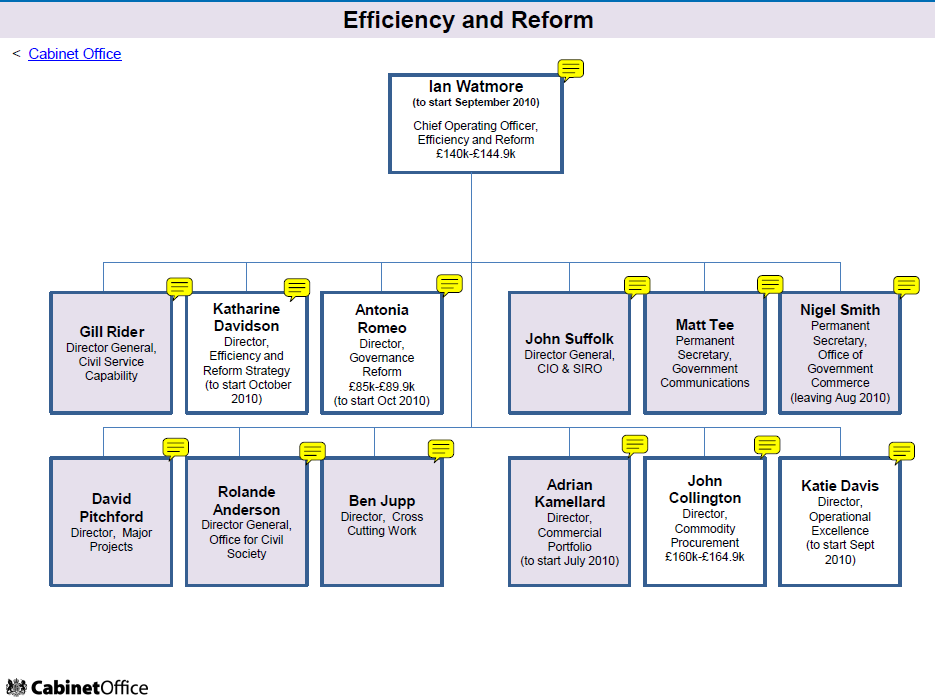 Efficiency and Reform
< Cabinet Office
Ian Watmore
(to start September 2010)
Chief Operating Officer,
Efficiency and Reform
£140k-£144.9k
Gill Rider
Director General,
Civil Service
Capability
Katharine
Davidson
Director,
Efficiency and
Reform Strategy
(to start October
2010)
Antonia
Romeo
Director,
Governance
Reform
£85k-£89.9k
(to start Oct 2010)
John Suffolk
Director General,
CIO & SIRO
Matt Tee
Permanent
Secretary,
Government
Communications
Nigel Smith
Permanent
Secretary,
Office of
Government
Commerce
(leaving Aug 2010)
David
Pitchford
Director, Major
Projects
Rolande
Anderson
Director General,
Office for Civil
Society
Ben Jupp
Director, Cross
Cutting Work
Adrian
Kamellard
Director,
Commercial
Portfolio
(to start July 2010)
John
Collington
Director,
Commodity
Procurement
£160k-£164.9k
Katie Davis
Director,
Operational
Excellence
(to start Sept
2010)
CabinetOffice